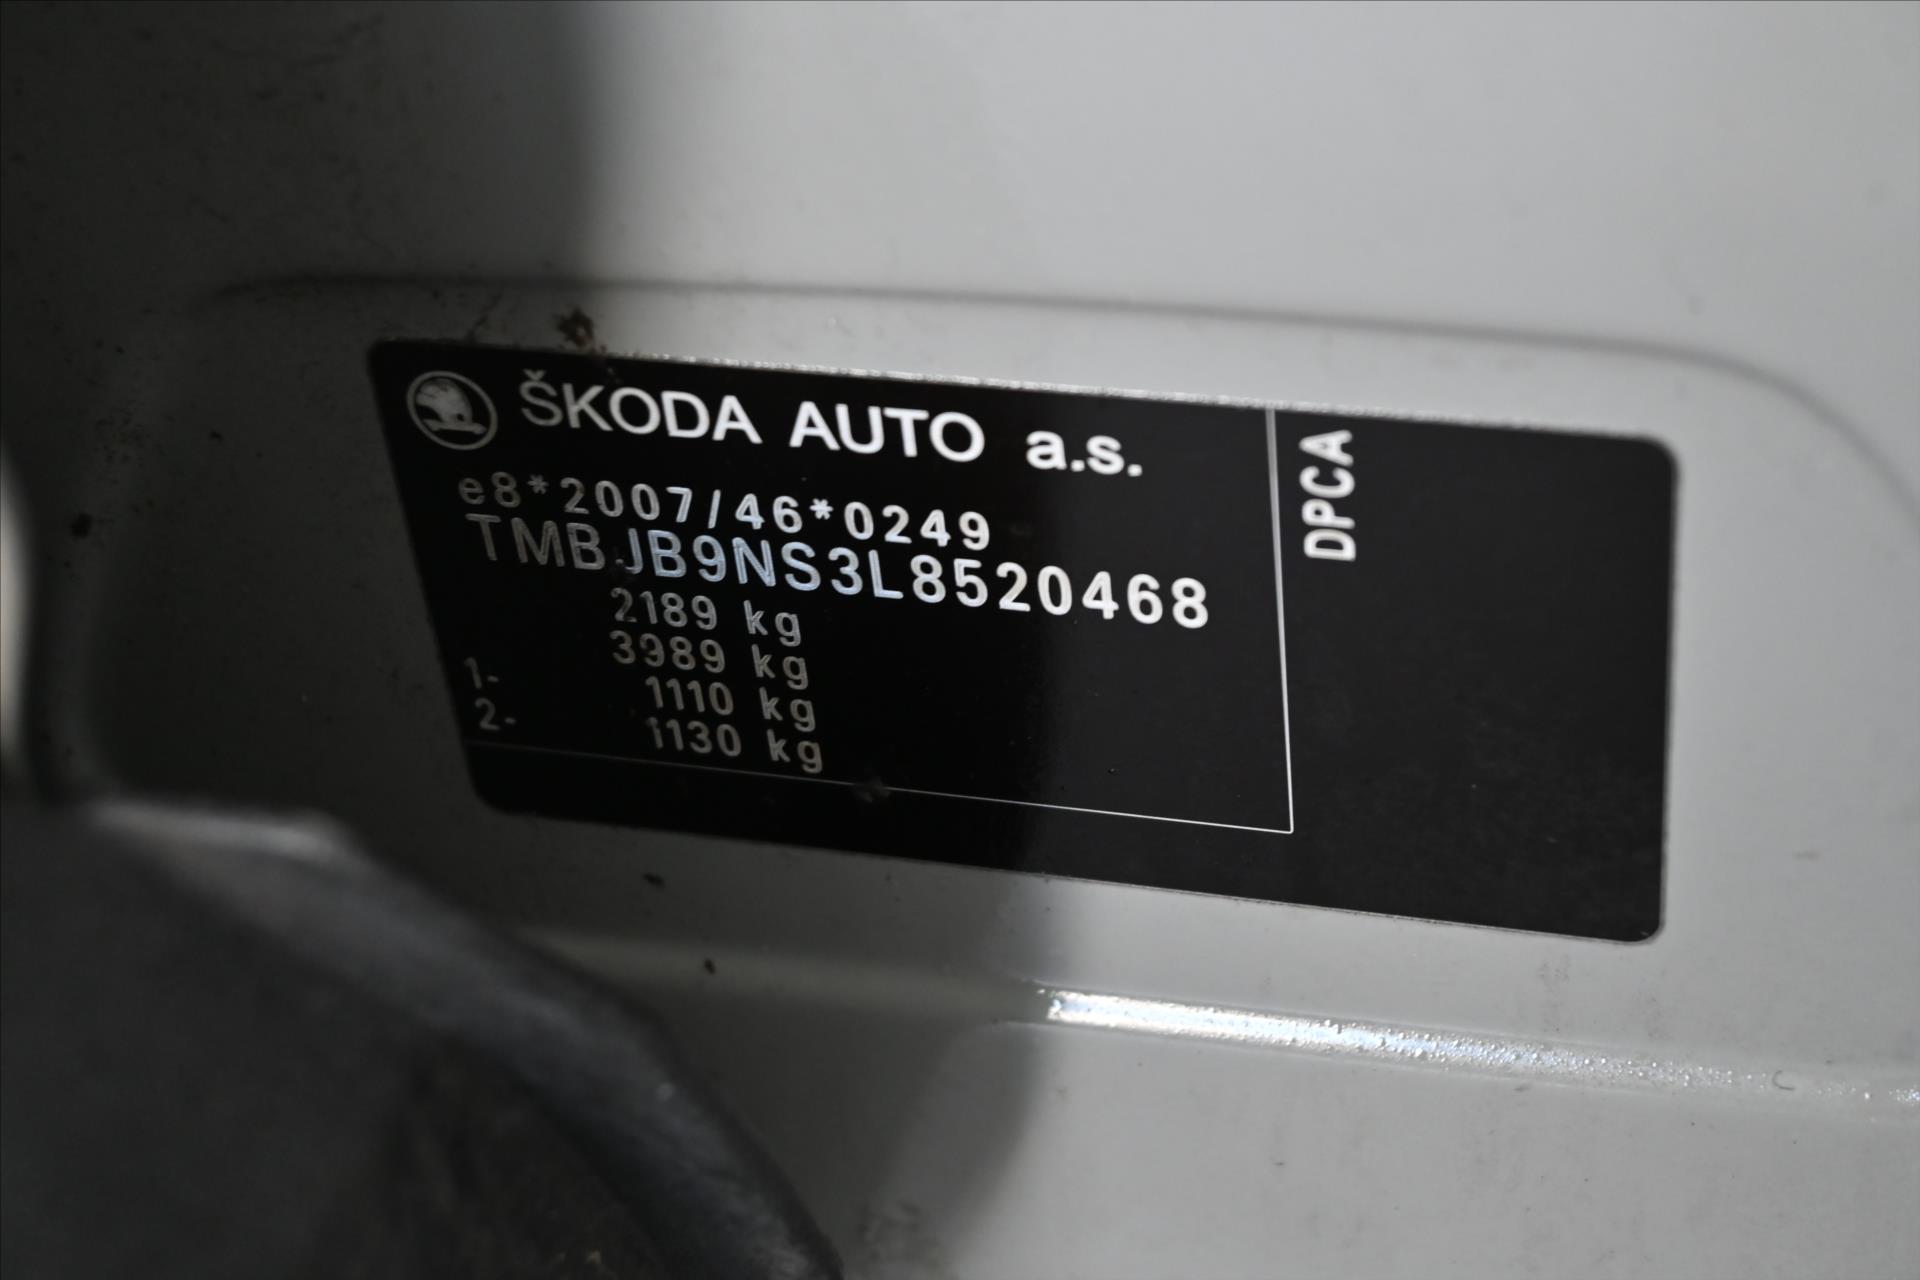 ŠKODA AUTO a.s.
e8*2007/46*0249
TMBJB9NS3L8520468
2189 kg
3989 kg
1- 1110 kg
2- 1130 kg
DPCA